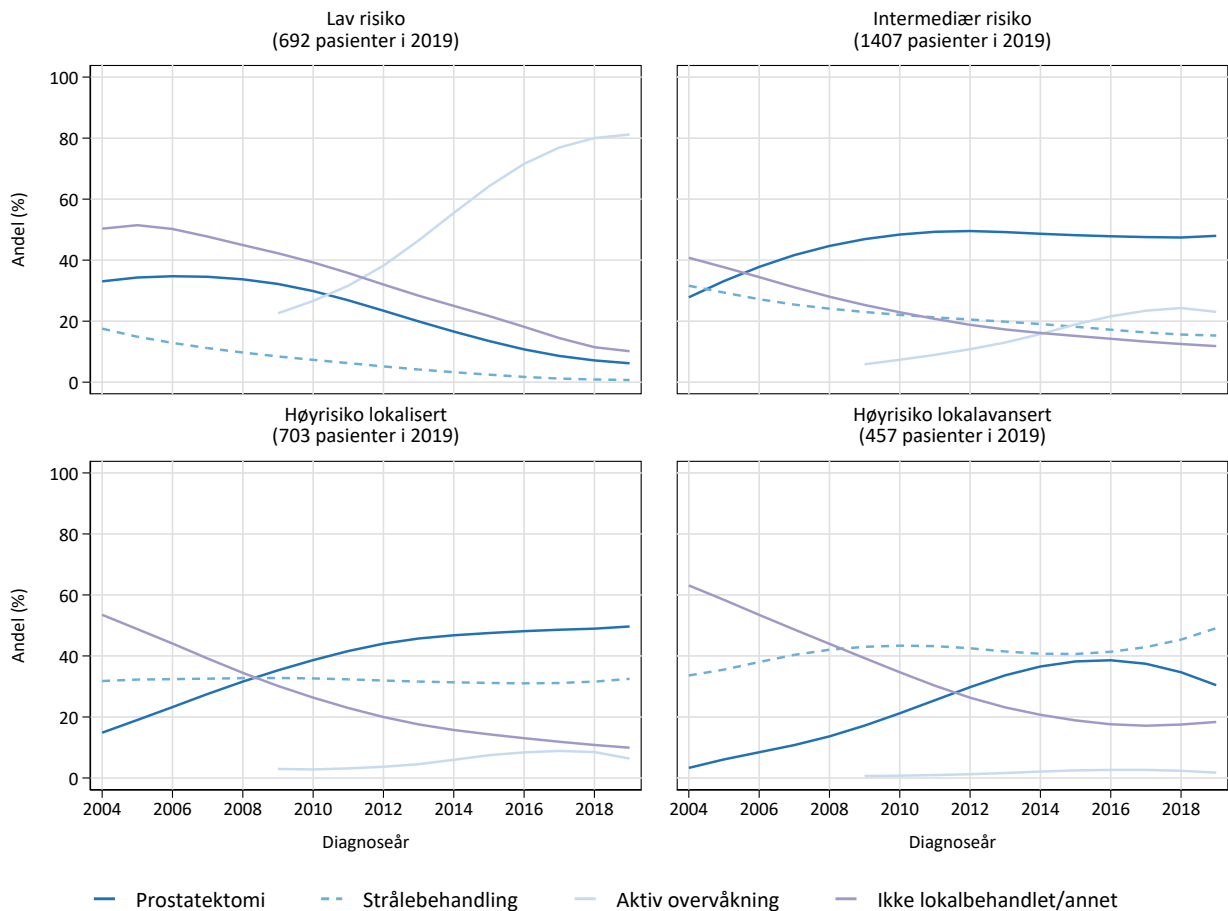 Lav risiko
(692 pasienter i 2019)
Intermediær risiko
(1407 pasienter i 2019)
Andel (%)
100
80
60
40
20
0
Høyrisiko lokalisert
(703 pasienter i 2019)
Høyrisiko lokalavansert
(457 pasienter i 2019)
Andel (%)
100
80
60
40
20
0
2004 2006 2008 2010 2012 2014 2016 2018
2004 2006 2008 2010 2012 2014 2016 2018
Diagnoseår
Diagnoseår
Prostatektomi Strålebehandling Aktiv overvåkning Ikke lokalbehandlet/annet